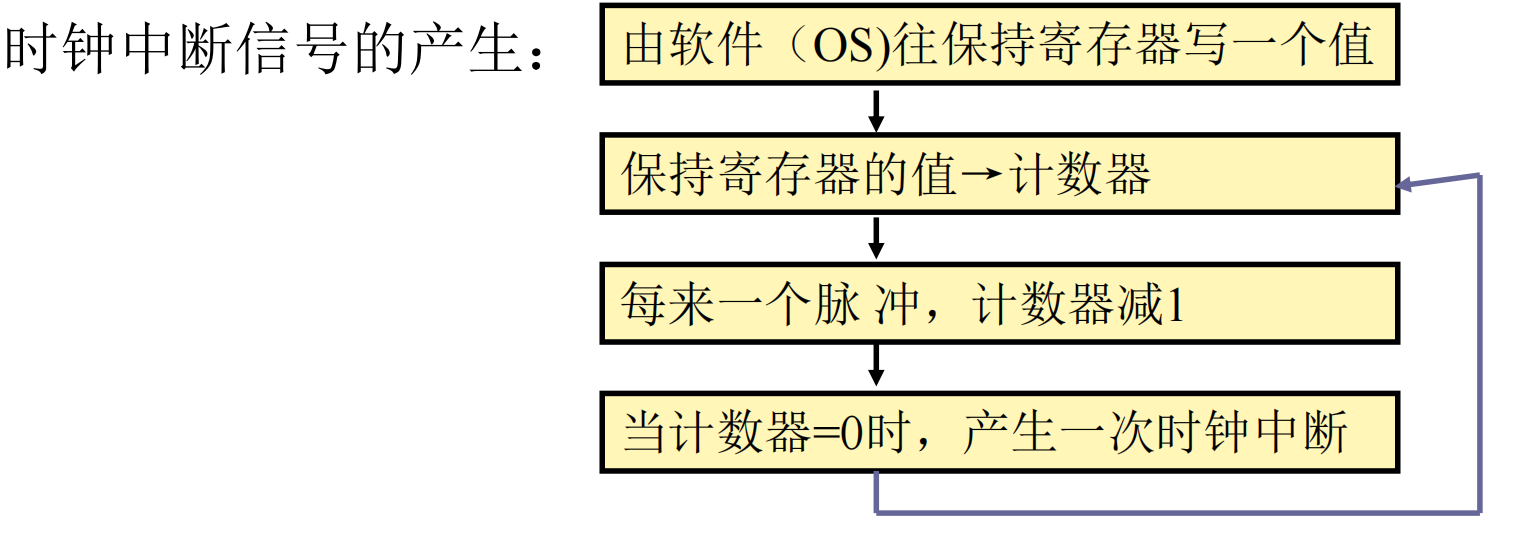 时钟中断信号的产生：
由软件（OS)往保持寄存器写一个值
保持寄存器的值→计数器
每来一个脉 冲，计数器减1
当计数器=0时，产生一次时钟中断